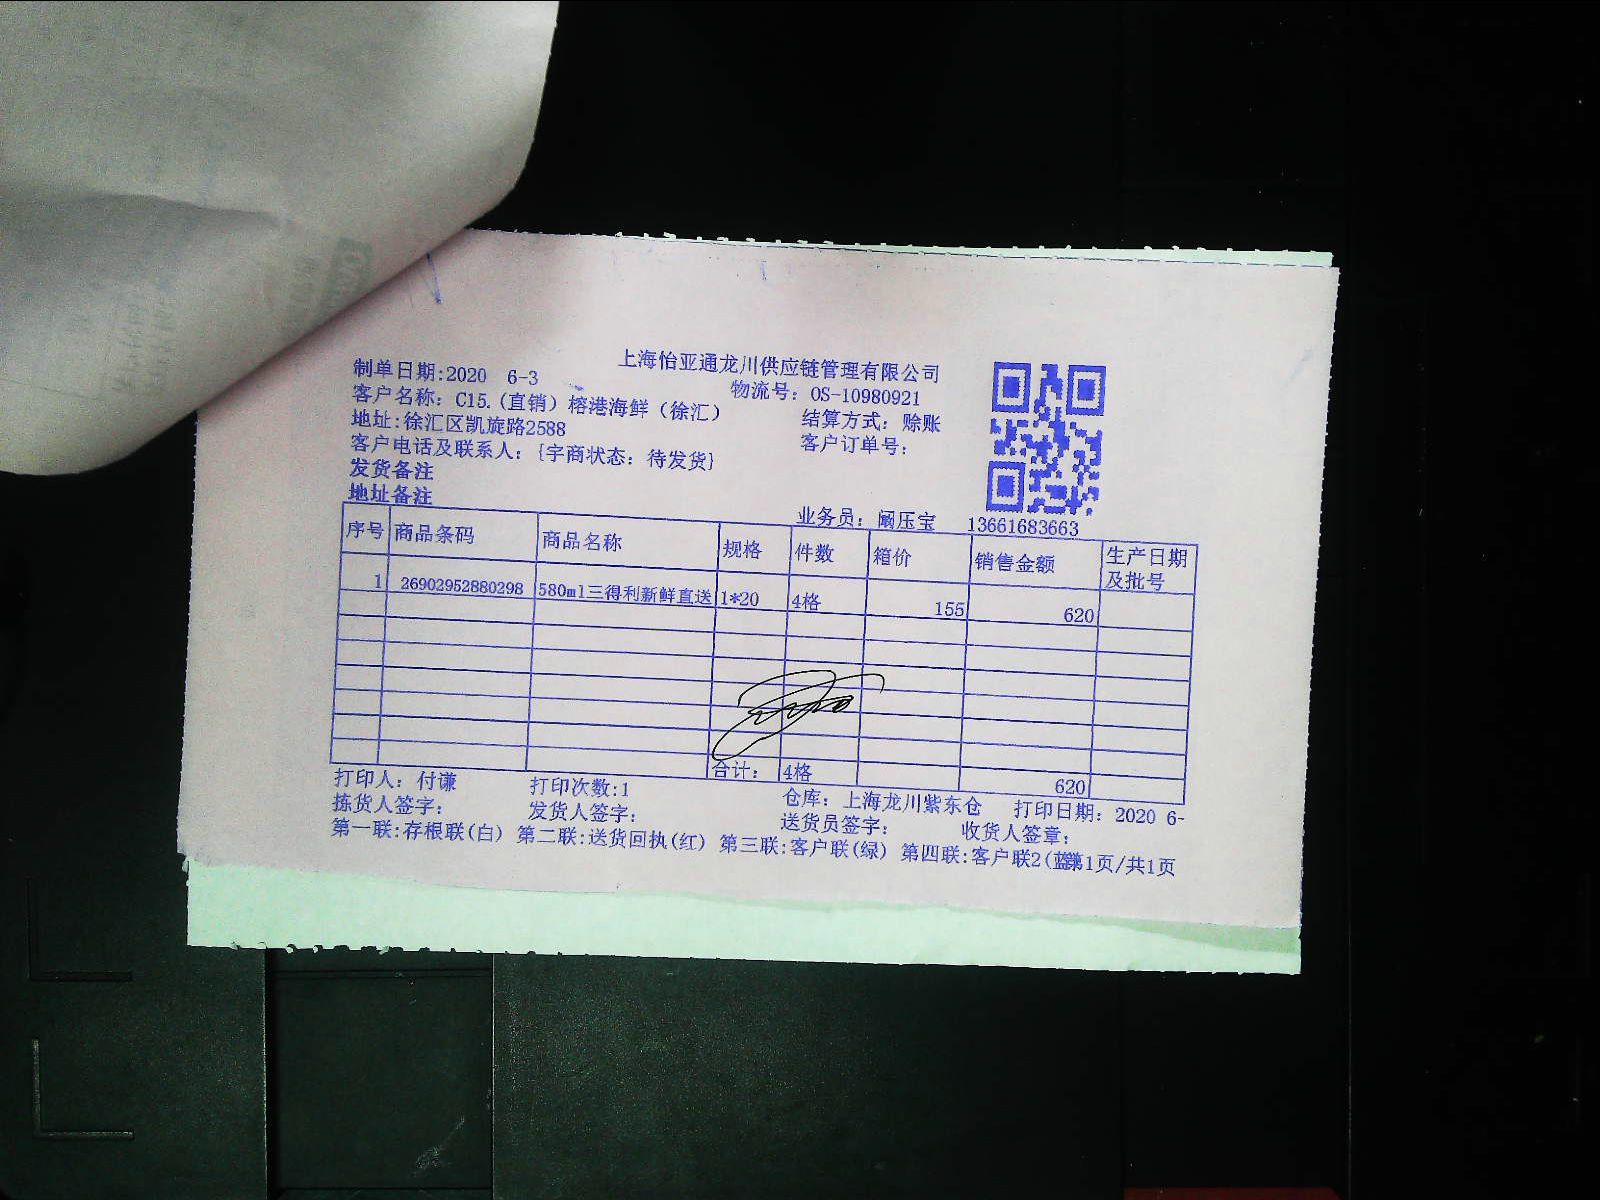 上海怡亚通龙川供应链管理有限公司
制单日期:2020 6-3
物流号: OS-10980921
客户名称: C15.(直销) 榕港海鲜 (徐汇)
结算方式: 赊账
地址:徐汇区凯旋路2588
客户订单号:
客户电话及联系人: {字商状态: 待发货}
发货备注
地址备注
业务员: 阚压宝 13661683663
序号 商品条码 商品名称 规格 件数 箱价 销售金额 生产日期及批号
1 26902952880298 580ml三得利新鲜直送 1*20 4格 155 620
合计: 4格 620
打印人: 付谦 打印次数:1 仓库: 上海龙川紫东仓 打印日期: 2020 6-
拣货人签字: 发货人签字: 送货员签字: 收货人签章:
第一联:存根联(白) 第二联:送货回执(红) 第三联:客户联(绿) 第四联:客户联2(蓝 第1页/共1页